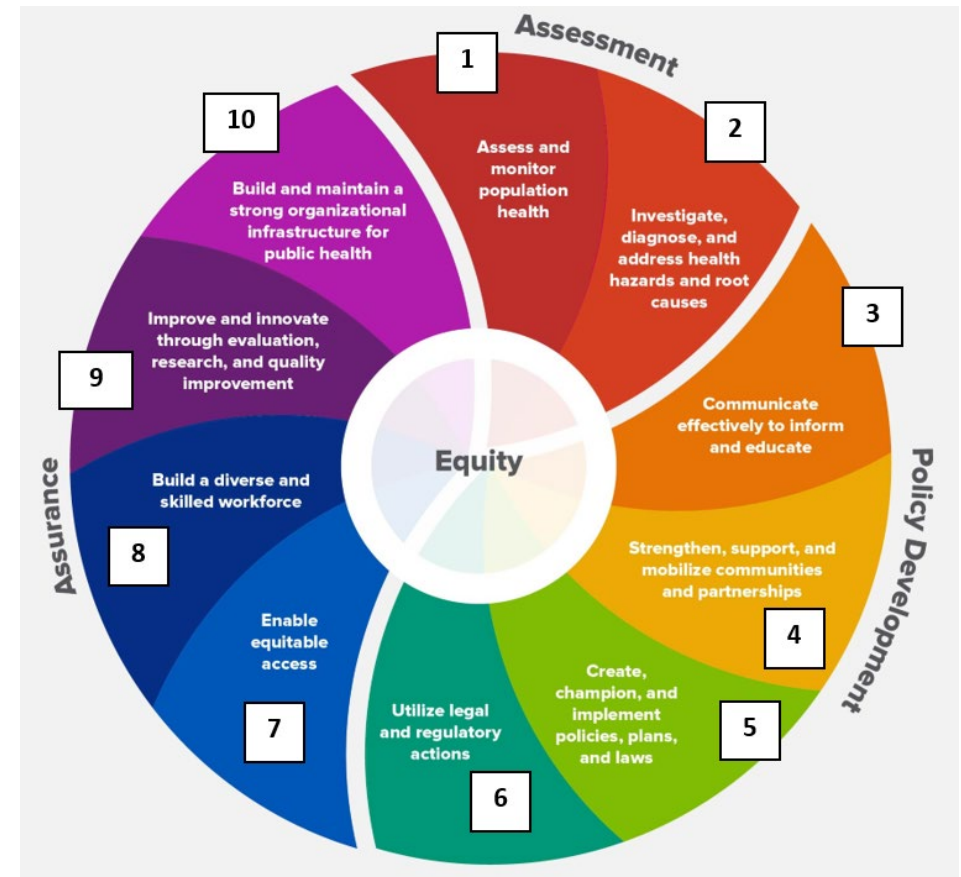 Assessment
1
Assess and
monitor
population
health
2
Investigate,
diagnose, and
address health
hazards and root
causes
3
Communicate
effectively to inform
and educate
Policy Development
4
Strengthen, support, and
mobilize communities
and partnerships
5
Create,
champion, and
implement
policies, plans,
and laws
6
Utilize legal
and regulatory
actions
Assurance
7
Enable
equitable
access
8
Build a diverse and
skilled workforce
9
Improve and innovate
through evaluation,
research, and quality
improvement
10
Build and maintain a
strong organizational
infrastructure for
public health
Equity